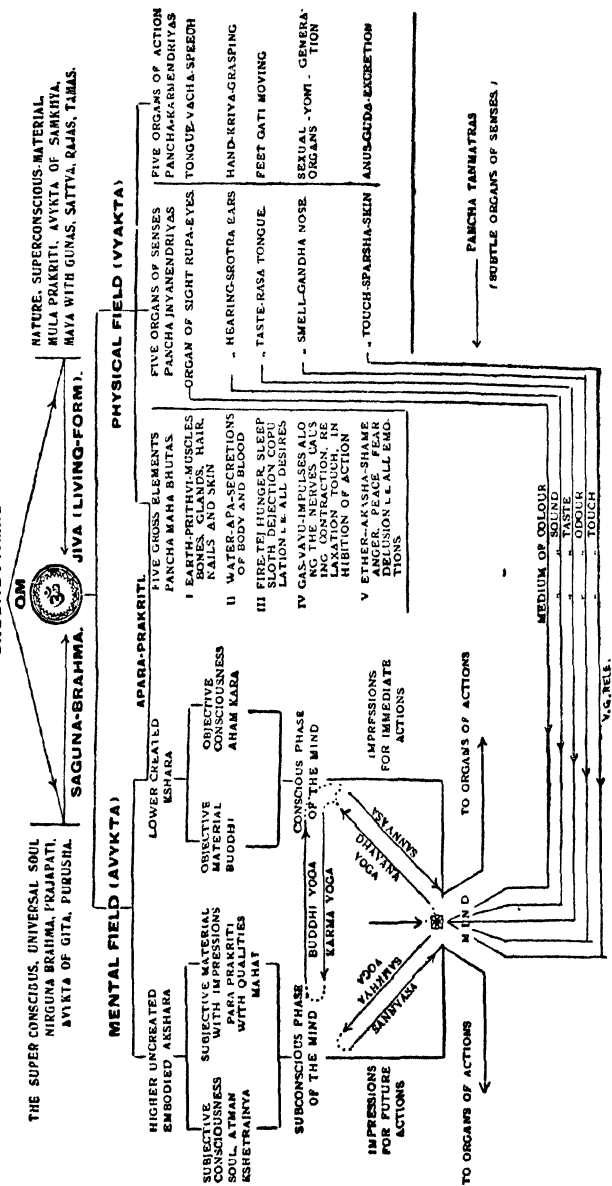 OM
ॐ
THE SUPER CONSCIOUS, UNIVERSAL SOUL
NIRGUNA BRAHMA, PRAJAPATI,
AVYKTA OF GITA, PURUSHA.
NATURE, SUPERCONSCIOUS-MATERIAL,
MULA PRAKRITI, AVYKTA OF SAMKHYA,
MAYA WITH GUNAS, SATTVA, RAJAS, TAMAS.
SAGUNA-BRAHMA.
JIVA (LIVING-FORM).
MENTAL FIELD (AVYKTA)
PHYSICAL FIELD (VYAKTA)
HIGHER UNCREATED
EMBODIED AKSHARA
LOWER CREATED
KSHARA
APARA-PRAKRITI.
SUBJECTIVE
CONSCIOUSNESS
SOUL, ATMAN
KSHETRAINYA
SUBJECTIVE MATERIAL
WITH IMPRESSIONS
PARA PRAKRITI
WITH QUALITIES
MAHAT
OBJECTIVE
MATERIAL
BUDDHI
OBJECTIVE
CONSCIOUSNESS
AHAM KARA
FIVE GROSS ELEMENTS
PANCHA MAHA BHUTAS.
I EARTH-PRITHVI-MUSCLES
BONES, GLANDS, HAIR,
NAILS AND SKIN
II WATER-APA-SECRETIONS
OF BODY AND BLOOD
III FIRE, TEJ HUNGER, SLEEP
SLOTH DEJECTION COPU
LATION i.e. ALL DESIRES
IV GAS-VAYU-IMPULSES ALO
NG THE NERVES CAUS
ING CONTRACTION, RE
LAXATION TOUCH, IN
HIBITION OF ACTION
V ETHER-AKASHA-SHAME
ANGER, PEACE FEAR
DELUSION i.e. ALL EMO-
TIONS.
FIVE ORGANS OF SENSES
PANCHA JNYANENDRIYAS
ORGAN OF SIGHT RUPA-EYES
„ HEARING-SROTRA EARS
„ TASTE-RASA TONGUE
„ SMELL-GANDHA NOSE
„ TOUCH-SPARSHA-SKIN
FIVE ORGANS OF ACTION
PANCHA-KARMENDRIYAS
TONGUE-VACHA-SPEECH
HAND-KRIYA-GRASPING
FEET GATI MOVING
SEXUAL
ORGANS -YONI- GENERA-
TION
ANUS-GUDA-EXCRETION
SUBCONSCIOUS PHASE
OF THE MIND
CONSCIOUS PHASE
OF THE MIND
BUDDHI YOGA
KARMA YOGA
SAMKHYA
YOGA
SANNYASA
DHAYANA
YOGA
SANNYASA
IMPRESSIONS
FOR FUTURE
ACTIONS
IMPRESSIONS
FOR IMMEDIATE
ACTIONS
MIND
TO ORGANS OF ACTIONS
TO ORGANS OF ACTIONS
MEDIUM OF COLOUR
„ SOUND
„ TASTE
„ ODOUR
„ TOUCH
PANCHA TANMATRAS
(SUBTLE ORGANS OF SENSES.)
V.G. RELE.